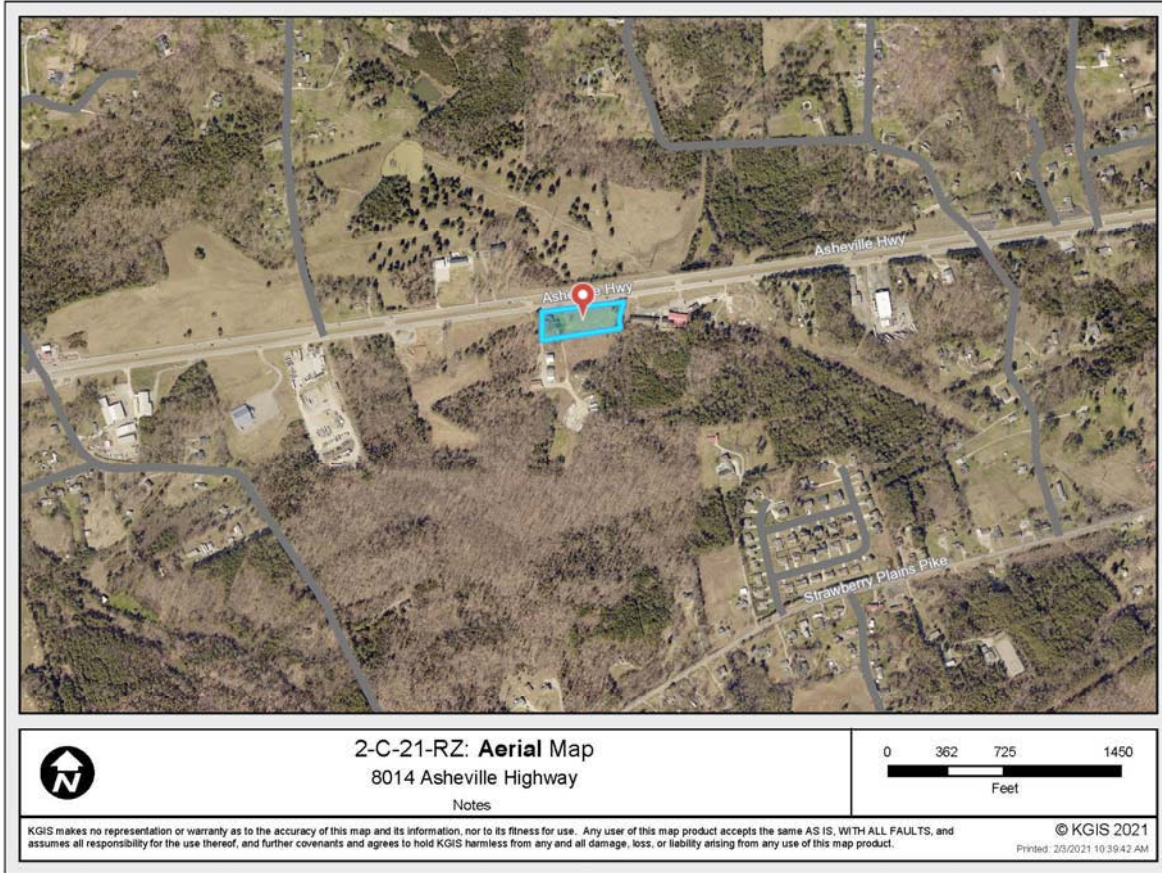 Asheville Hwy
Asheville Hwy
Strawberry Plains Pike
N
2-C-21-RZ: Aerial Map
8014 Asheville Highway
Notes
0 362 725 1450
Feet
KGIS makes no representation or warranty as to the accuracy of this map and its information, nor to its fitness for use. Any user of this map product accepts the same AS IS, WITH ALL FAULTS, and
assumes all responsibility for the use thereof, and further covenants and agrees to hold KGIS harmless from any and all damage, loss, or liability arising from any use of this map product.
© KGIS 2021
Printed: 2/3/2021 10:39:42 AM